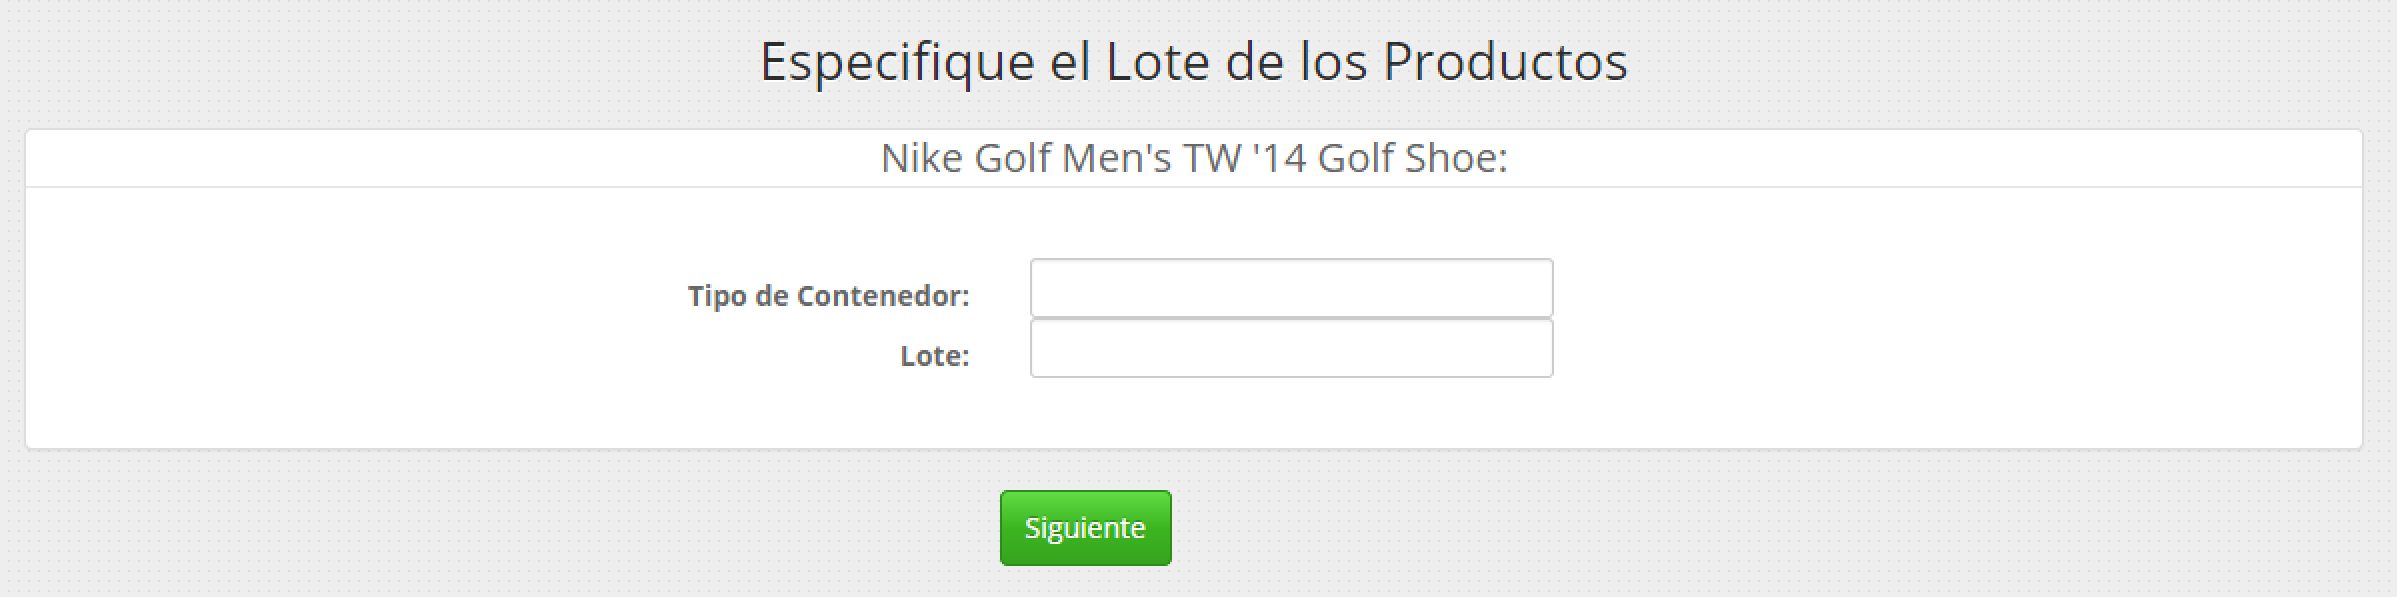 Especifique el Lote de los Productos
Nike Golf Men's TW '14 Golf Shoe:
Tipo de Contenedor:
Lote:
Siguiente